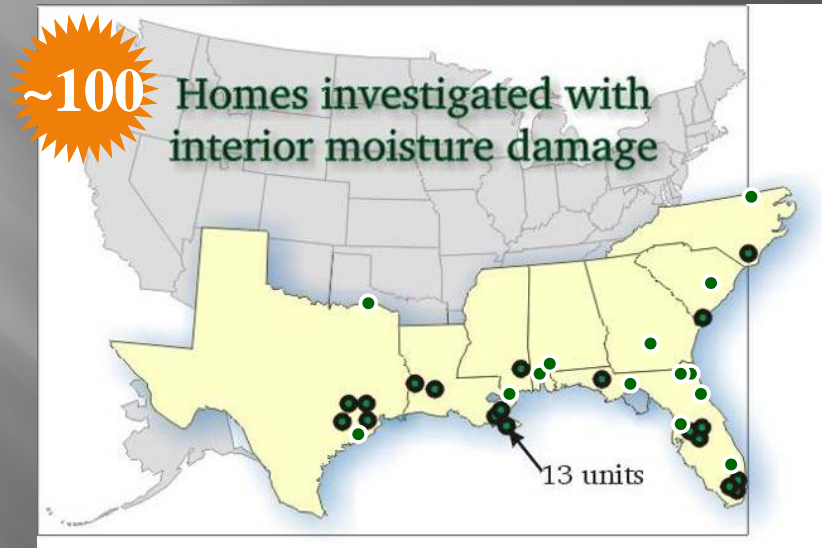 ~100
Homes investigated with
interior moisture damage
13 units